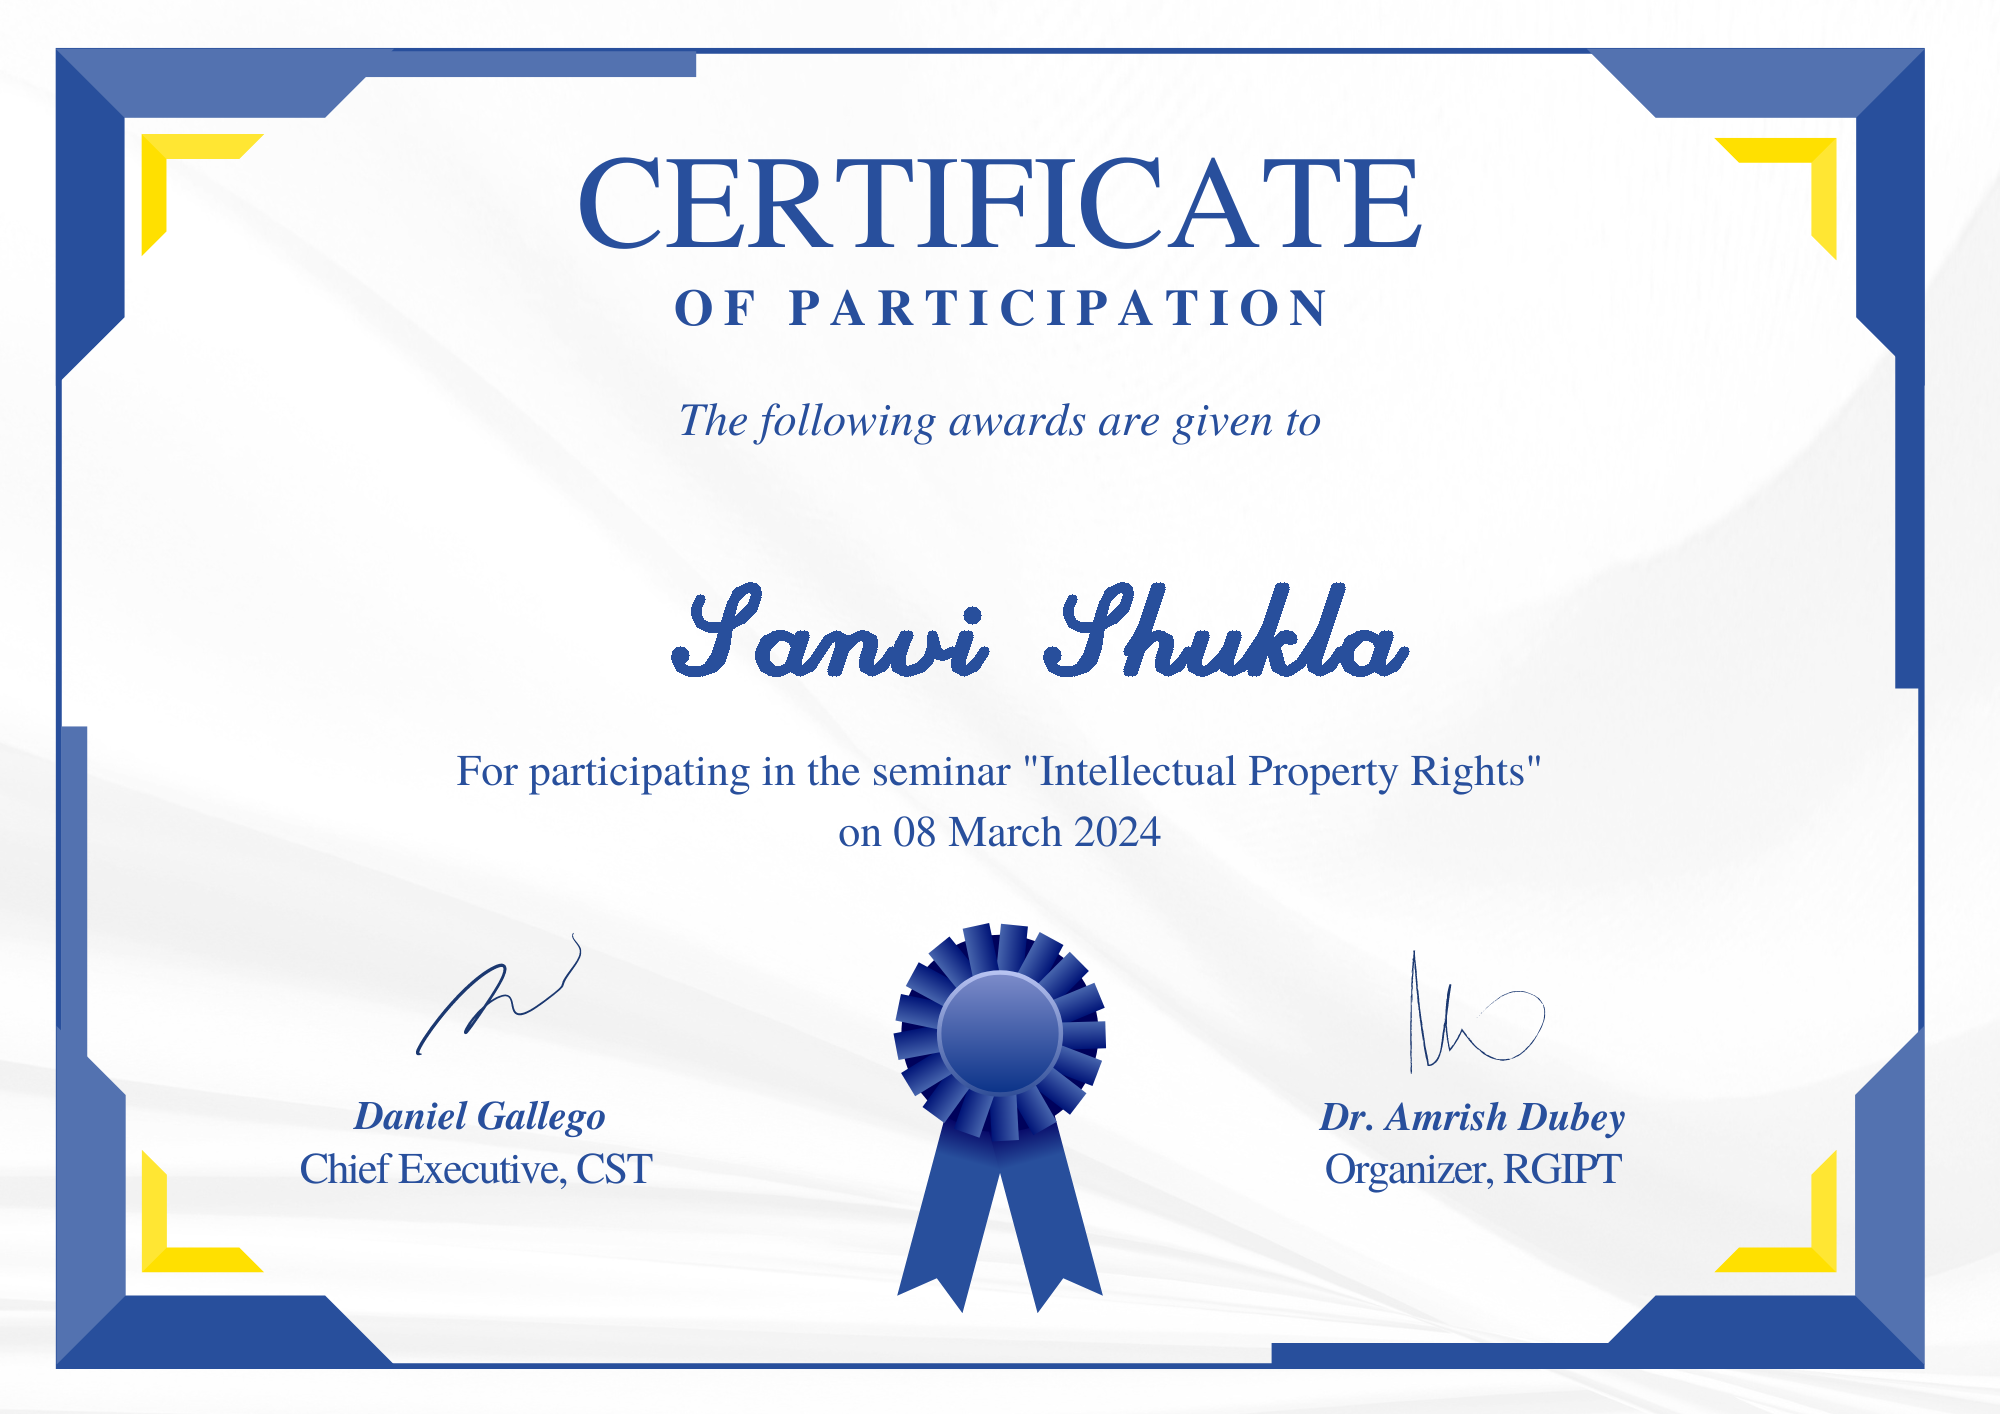 CERTIFICATE
OF PARTICIPATION
The following awards are given to
Sanvi Shukla
For participating in the seminar "Intellectual Property Rights"
on 08 March 2024
Daniel Gallego
Chief Executive, CST
Dr. Amrish Dubey
Organizer, RGIPT